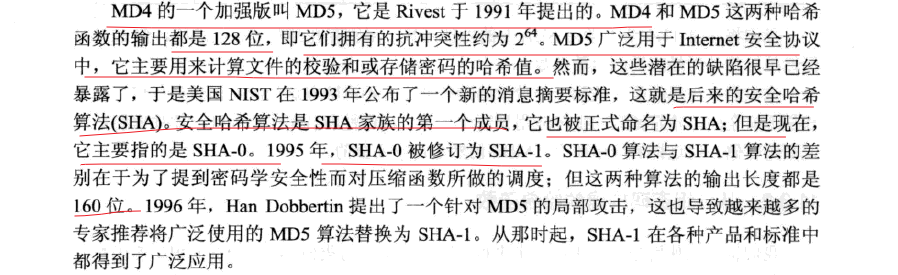 MD4 的一个加强版叫 MD5，它是 Rivest 于 1991 年提出的。MD4 和 MD5 这两种哈希
函数的输出都是 128 位，即它们拥有的抗冲突性约为 2^64。MD5 广泛用于 Internet 安全协议
中，它主要用来计算文件的校验和或存储密码的哈希值。然而，这些潜在的缺陷很早已经
暴露了，于是美国 NIST 在 1993 年公布了一个新的消息摘要标准，这就是后来的安全哈希
算法(SHA)。安全哈希算法是 SHA 家族的第一个成员，它也被正式命名为 SHA；但是现在，
它主要指的是 SHA-0。1995 年，SHA-0 被修订为 SHA-1。SHA-0 算法与 SHA-1 算法的差
别在于为了提到密码学安全性而对压缩函数所做的调度；但这两种算法的输出长度都是
160 位。1996 年，Han Dobbertin 提出了一个针对 MD5 的局部攻击，这也导致越来越多的
专家推荐将广泛使用的 MD5 算法替换为 SHA-1。从那时起，SHA-1 在各种产品和标准中
都得到了广泛应用。